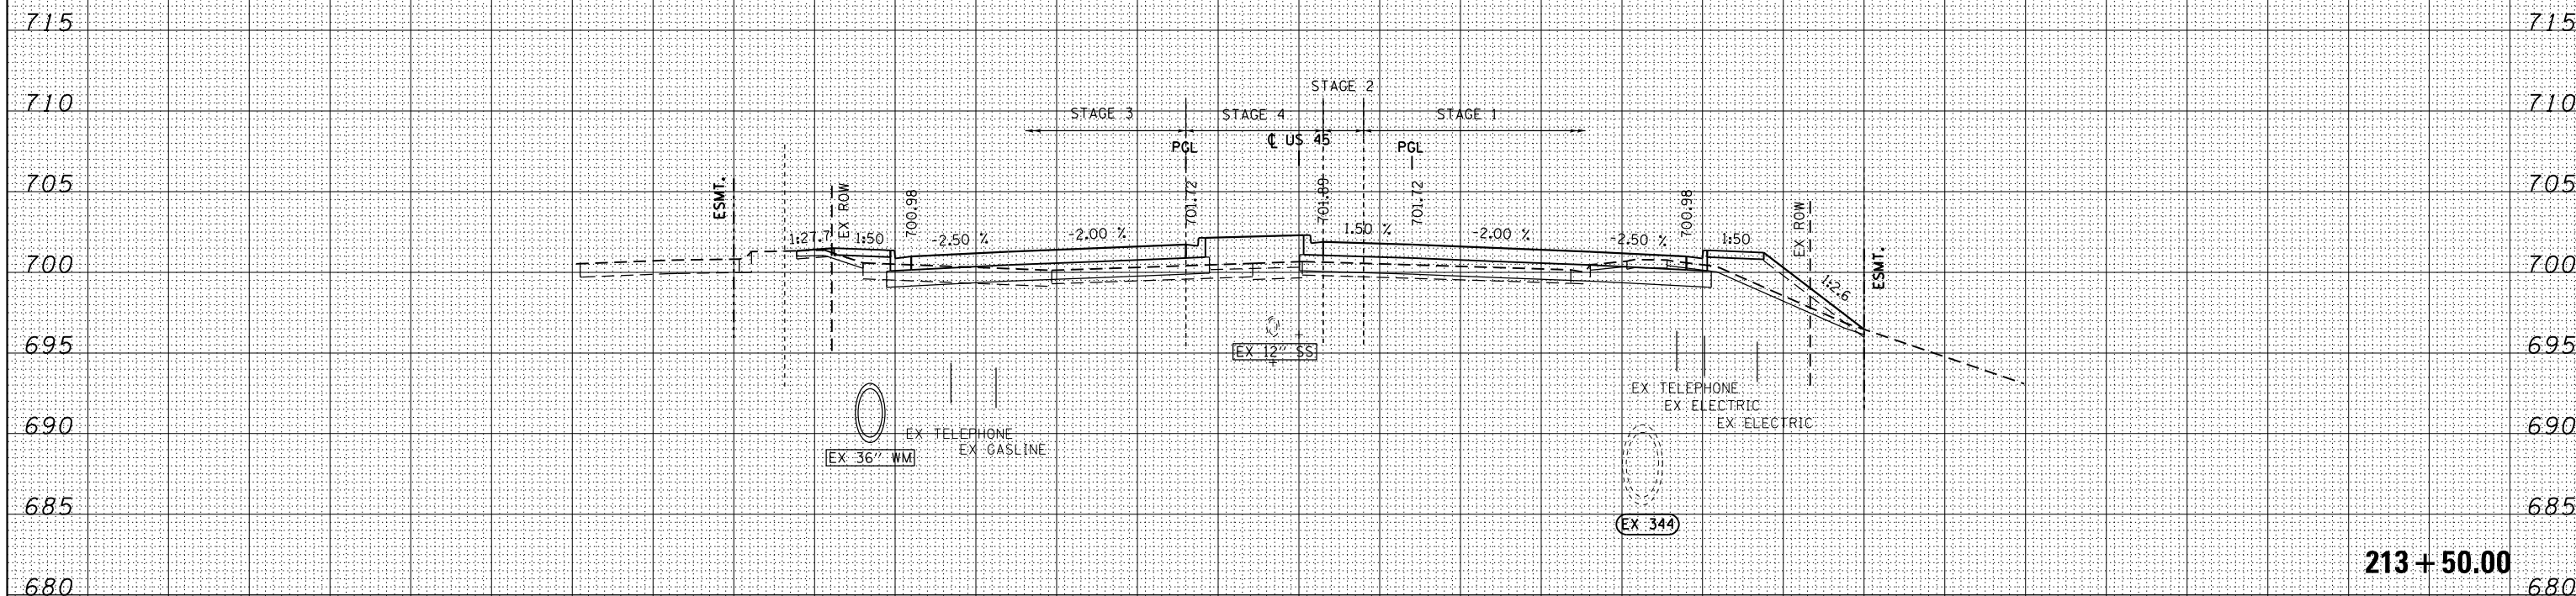 715 715
STAGE 2
710 710
STAGE 3 STAGE 4 STAGE 1
℄ US 45
PGL PGL
705 705
ESMT. EX ROW 700.98 701.72 701.89 701.72 700.98 EX ROW ESMT.
1:27.7 1:50 -2.50 % -2.00 % 1.50 % -2.00 % -2.50 % 1:50
700 700
1:2.6
695 695
EX 12'' SS
EX TELEPHONE
EX ELECTRIC
EX ELECTRIC
690 690
EX TELEPHONE
EX GASLINE
EX 36'' WM
685 685
EX 344
213 + 50.00
680 680